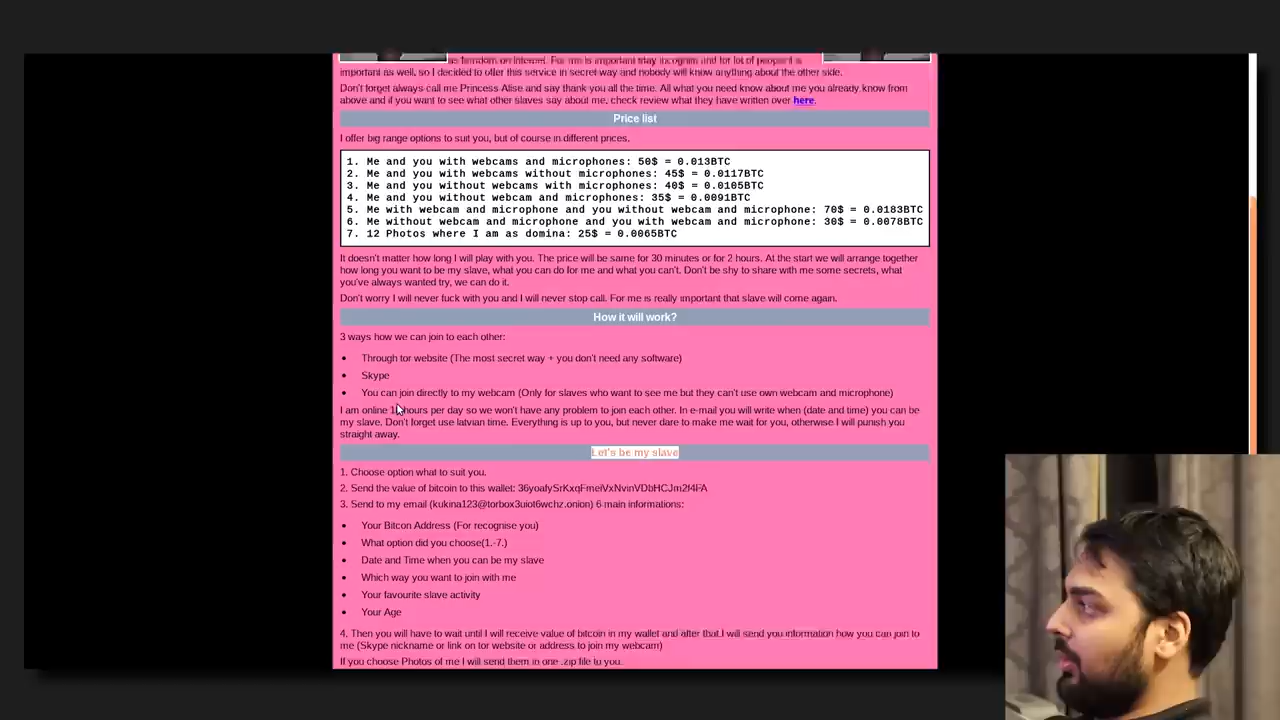 as femdom on internet. For me is important stay incognito and for lot of people it is
important as well, so I decided to offer this service in secret way and nobody will know anything about the other side.
Don't forget always call me Princess Alise and say thank you all the time. All what you need know about me you already know from
above and if you want to see what other slaves say about me, check review what they have written over here.
Price list
I offer big range options to suit you, but of course in different prices.
1. Me and you with webcams and microphones: 50$ = 0.013BTC
2. Me and you with webcams without microphones: 45$ = 0.0117BTC
3. Me and you without webcams with microphones: 40$ = 0.0105BTC
4. Me and you without webcam and microphones: 35$ = 0.0091BTC
5. Me with webcam and microphone and you without webcam and microphone: 70$ = 0.0183BTC
6. Me without webcam and microphone and you with webcam and microphone: 30$ = 0.0078BTC
7. 12 Photos where I am as domina: 25$ = 0.0065BTC
It doesn't matter how long I will play with you. The price will be same for 30 minutes or for 2 hours. At the start we will arrange together
how long you want to be my slave, what you can do for me and what you can't. Don't be shy to share with me some secrets, what
you've always wanted try, we can do it.
Don't worry I will never fuck with you and I will never stop call. For me is really important that slave will come again.
How it will work?
3 ways how we can join to each other:
• Through tor website (The most secret way + you don't need any software)
• Skype
• You can join directly to my webcam (Only for slaves who want to see me but they can't use own webcam and microphone)
I am online hours per day so we won't have any problem to join each other. In e-mail you will write when (date and time) you can be
my slave. Don't forget use latvian time. Everything is up to you, but never dare to make me wait for you, otherwise I will punish you
straight away.
Let's be my slave
1. Choose option what to suit you.
2. Send the value of bitcoin to this wallet:
3. Send to my email (kukina123@torbox3uiot6wchz.onion) 6 main informations:
• Your Bitcon Address (For recognise you)
• What option did you choose(1.-7.)
• Date and Time when you can be my slave
• Which way you want to join with me
• Your favourite slave activity
• Your Age
4. Then you will have to wait until I will receive value of bitcoin in my wallet and after that I will send you information how you can join to
me (Skype nickname or link on tor website or address to join my webcam)
If you choose Photos of me I will send them in one .zip file to you.